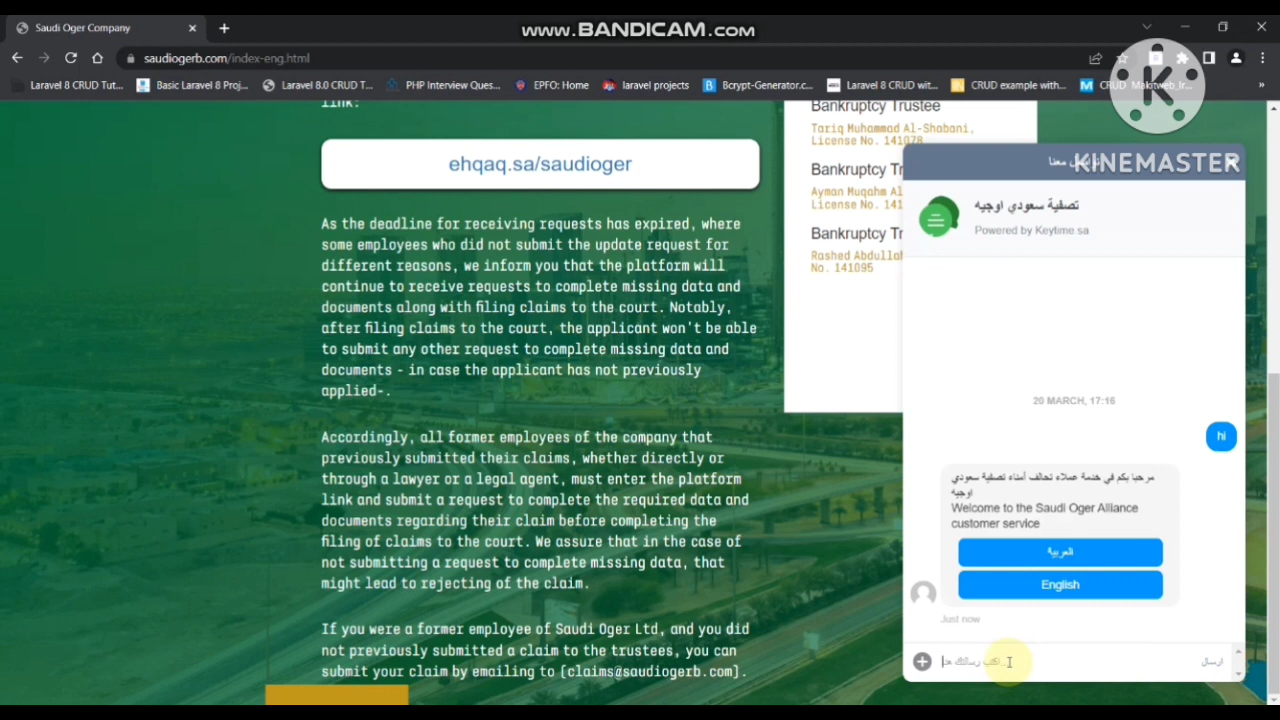 Saudi Oger Company
www.BANDICAM.com
saudiogerb.com/index-eng.html
Laravel 8 CRUD Tut...
Basic Laravel 8 Proj...
Laravel 8.0 CRUD T...
PHP Interview Ques...
EPFO: Home
laravel projects
Bcrypt-Generator.c...
Laravel 8 CRUD wit...
CRUD example with...
KINEMASTER
link:
ehqaq.sa/saudioger
As the deadline for receiving requests has expired, where
some employees who did not submit the update request for
different reasons, we inform you that the platform will
continue to receive requests to complete missing data and
documents along with filing claims to the court. Notably,
after filing claims to the court, the applicant won't be able
to submit any other request to complete missing data and
documents - in case the applicant has not previously
applied-.
Accordingly, all former employees of the company that
previously submitted their claims, whether directly or
through a lawyer or a legal agent, must enter the platform
link and submit a request to complete the required data and
documents regarding their claim before completing the
filing of claims to the court. We assure that in the case of
not submitting a request to complete missing data, that
might lead to rejecting of the claim.
If you were a former employee of Saudi Oger Ltd, and you did
not previously submitted a claim to the trustees, you can
submit your claim by emailing to [claims@saudiogerb.com].
Bankruptcy Trustee
Tariq Muhammad Al-Shabani,
License No. 141078
Bankruptcy Tr
Ayman Muqahm Al
License No. 141
Bankruptcy Tr
Rashed Abdullah
No. 141095
معنا
تصفية سعودي اوجيه
Powered by Keytime.sa
20 MARCH, 17:16
hi
مرحبا بكم في خدمة عملاء تحالف أمناء تصفية سعودي
اوجيه
Welcome to the Saudi Oger Alliance
customer service
العربية
English
Just now
اكتب رسالتك هنا
ارسال